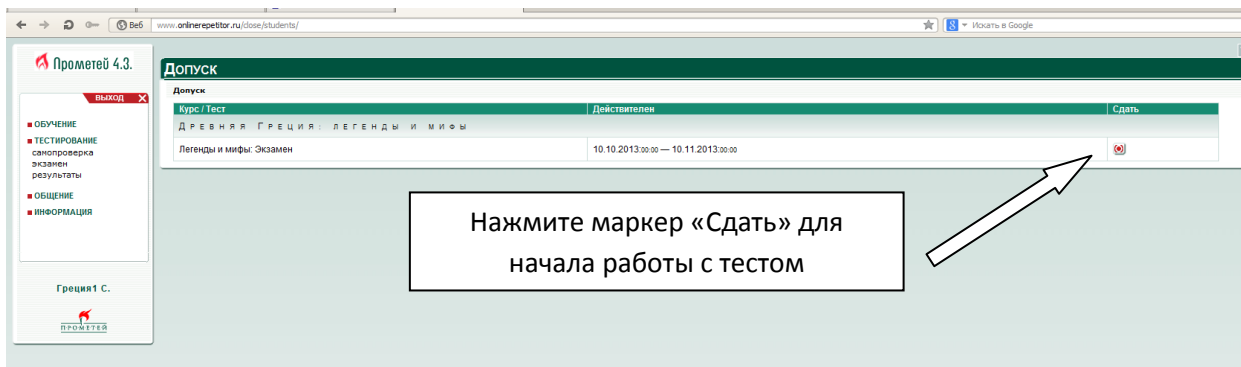 Веб
www.onlinerepetitor.ru/close/students/
Искать в Google
Прометей 4.3.
ВЫХОД
ОБУЧЕНИЕ
ТЕСТИРОВАНИЕ
самопроверка
экзамен
результаты
ОБЩЕНИЕ
ИНФОРМАЦИЯ
Греция1 С.
ПРОМЕТЕЙ
ДОПУСК
Допуск
Курс / Тест Действителен Сдать
Древняя Греция: легенды и мифы
Легенды и мифы: Экзамен 10.10.2013 00:00 — 10.11.2013 00:00
Нажмите маркер «Сдать» для
начала работы с тестом